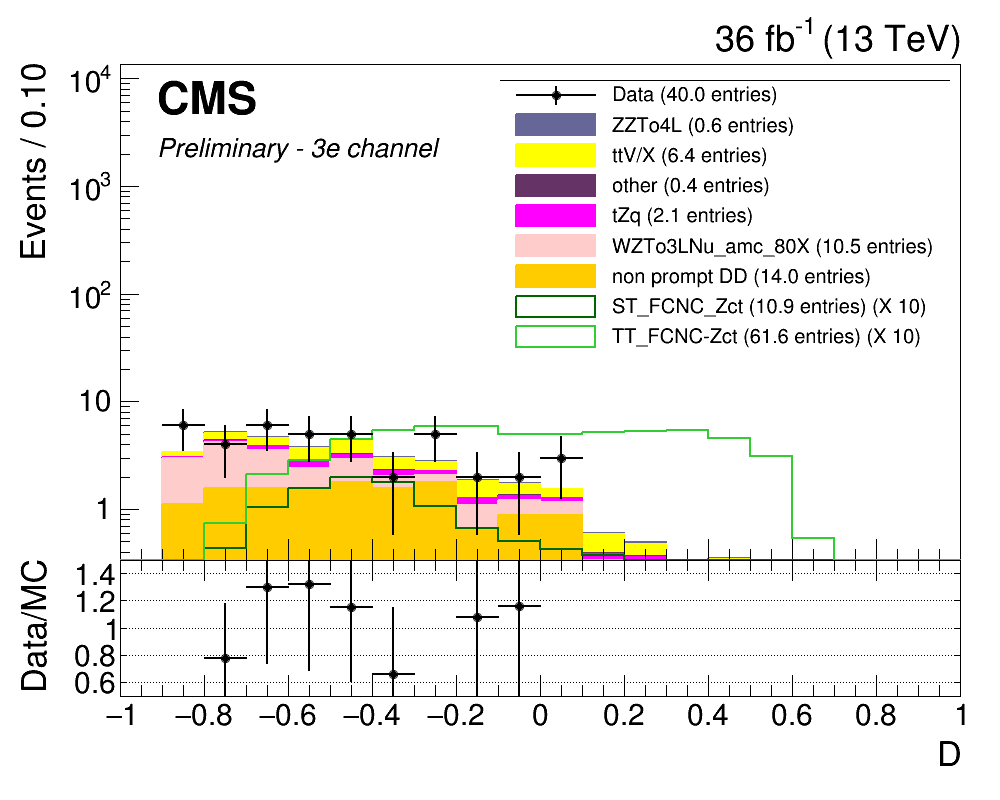 36 fb⁻¹ (13 TeV)
Events / 0.10
10⁴
10³
10²
10
1
CMS
Preliminary - 3e channel
Data (40.0 entries)
ZZTo4L (0.6 entries)
ttV/X (6.4 entries)
other (0.4 entries)
tZq (2.1 entries)
WZTo3LNu_amc_80X (10.5 entries)
non prompt DD (14.0 entries)
ST_FCNC_Zct (10.9 entries) (X 10)
TT_FCNC-Zct (61.6 entries) (X 10)
Data/MC
1.4
1.2
1
0.8
0.6
−1 −0.8 −0.6 −0.4 −0.2 0 0.2 0.4 0.6 0.8 1
D